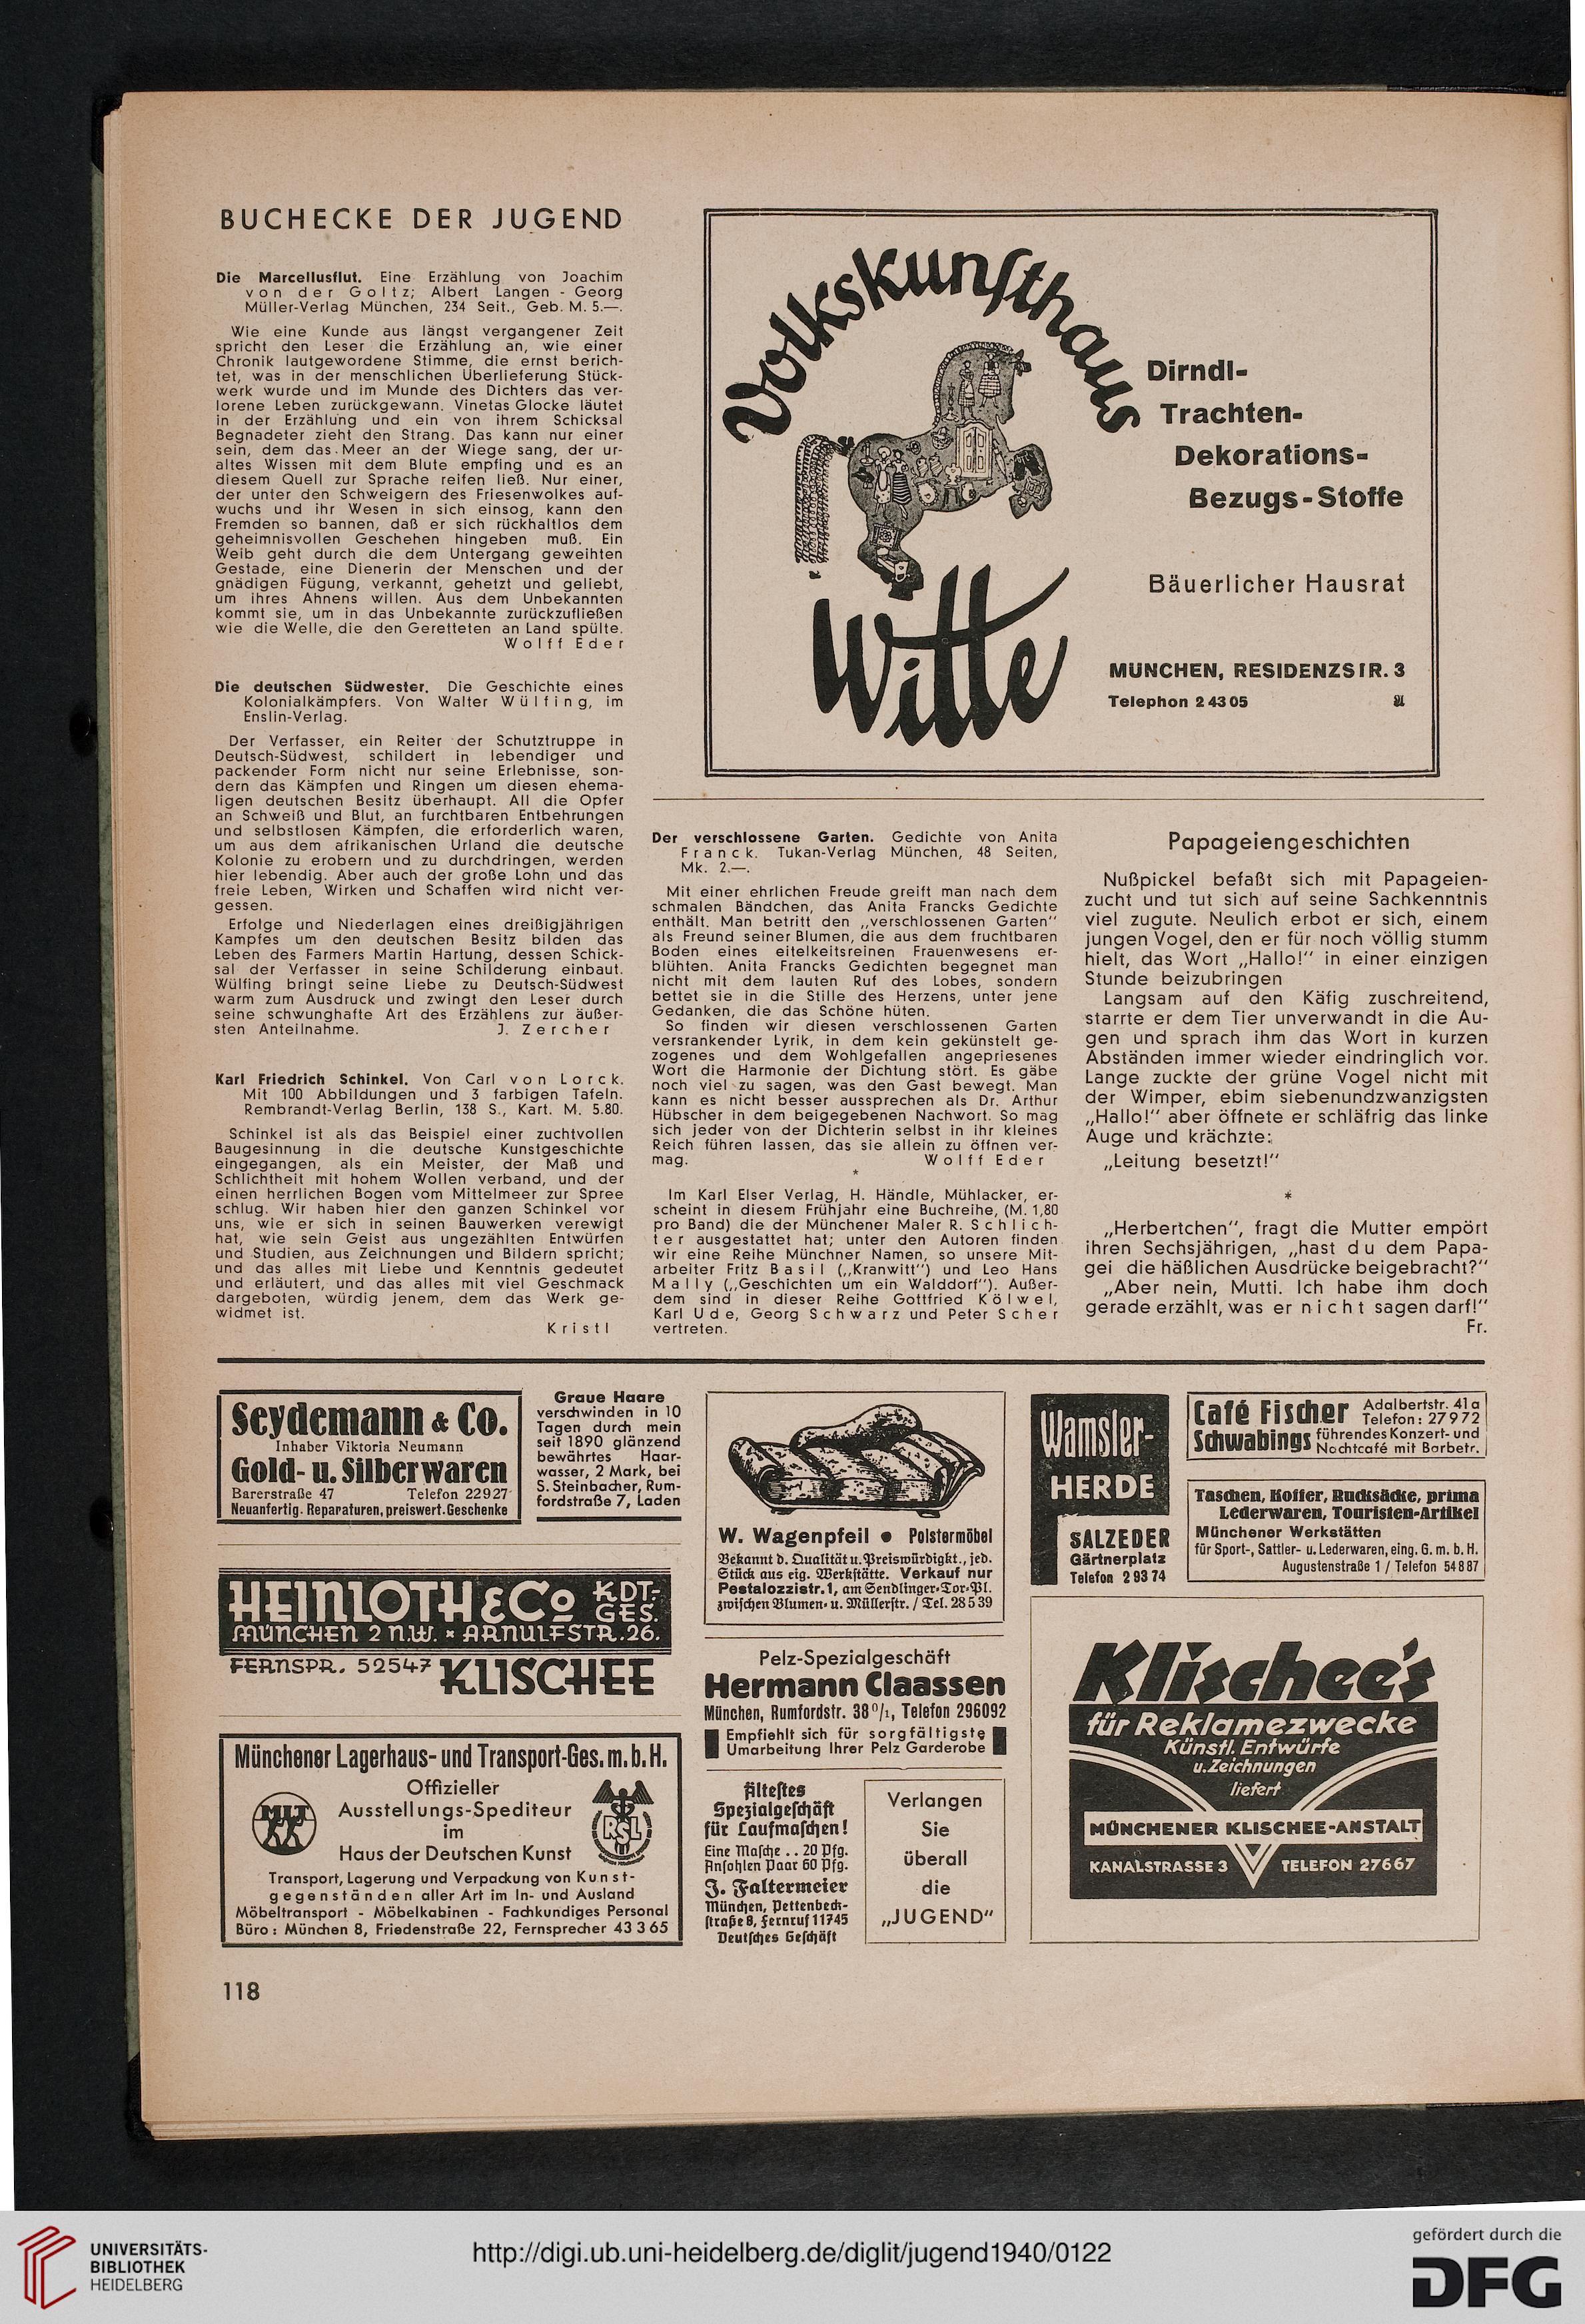 BUCHECKE DER JUGEND
Die Marcellusflut. Eine Erzählung von Joachim
von der Goltz; Albert Langen - Georg
Müller-Verlag München, 234 Seit., Geb. M. 5.—.
Wie eine Kunde aus längst vergangener Zeit
spricht den Leser die Erzählung an, wie einer
Chronik lautgewordene Stimme, die ernst berich-
tet, was in der menschlichen Überlieferung Stück-
werk wurde und im Munde des Dichters das ver-
lorene Leben zurückgewann. Vinetas Glocke läutet
in der Erzählung und ein von ihrem Schicksal
Begnadeter zieht den Strang. Das kann nur einer
sein, dem das Meer an der Wiege sang, der ur-
altes Wissen mit dem Blute empfing und es an
diesem Quell zur Sprache reifen ließ. Nur einer,
der unter den Schweigern des Friesenwolkes auf-
wuchs und ihr Wesen in sich einsog, kann den
Fremden so bannen, daß er sich rückhaltlos dem
geheimnisvollen Geschehen hingeben muß. Ein
Weib geht durch die dem Untergang geweihten
Gestade, eine Dienerin der Menschen und der
gnädigen Fügung, verkannt, gehetzt und geliebt,
um ihres Ahnens willen. Aus dem Unbekannten
kommt sie, um in das Unbekannte zurückzufließen
wie die Welle, die den Geretteten an Land spülte.
Wolff Eder
Die deutschen Südwester. Die Geschichte eines
Kolonialkämpfers. Von Walter Wülfing, im
Enslin-Verlag.
Der Verfasser, ein Reiter der Schutztruppe in
Deutsch-Südwest, schildert in lebendiger und
packender Form nicht nur seine Erlebnisse, son-
dern das Kämpfen und Ringen um diesen ehema-
ligen deutschen Besitz überhaupt. All die Opfer
an Schweiß und Blut, an furchtbaren Entbehrungen
und selbstlosen Kämpfen, die erforderlich waren,
um aus dem afrikanischen Urland die deutsche
Kolonie zu erobern und zu durchdringen, werden
hier lebendig. Aber auch der große Lohn und das
freie Leben, Wirken und Schaffen wird nicht ver-
gessen.
Erfolge und Niederlagen eines dreißigjährigen
Kampfes um den deutschen Besitz bilden das
Leben des Farmers Martin Hartung, dessen Schick-
sal der Verfasser in seine Schilderung einbaut.
Wülfing bringt seine Liebe zu Deutsch-Südwest
warm zum Ausdruck und zwingt den Leser durch
seine schwunghafte Art des Erzählens zur äußer-
sten Anteilnahme. J. Zercher
Karl Friedrich Schinkel. Von Carl von Lorck.
Mit 100 Abbildungen und 3 farbigen Tafeln.
Rembrandt-Verlag Berlin, 138 S., Kart. M. 5.80.
Schinkel ist als das Beispiel einer zuchtvollen
Baugesinnung in die deutsche Kunstgeschichte
eingegangen, als ein Meister, der Maß und
Schlichtheit mit hohem Wollen verband, und der
einen herrlichen Bogen vom Mittelmeer zur Spree
schlug. Wir haben hier den ganzen Schinkel vor
uns, wie er sich in seinen Bauwerken verewigt
hat, wie sein Geist aus ungezählten Entwürfen
und Studien, aus Zeichnungen und Bildern spricht;
und das alles mit Liebe und Kenntnis gedeutet
und erläutert, und das alles mit viel Geschmack
dargeboten, würdig jenem, dem das Werk ge-
widmet ist.
Kristl
Volkskunsthaus
Witte
Dirndl-
Trachten-
Dekorations-
Bezugs-Stoffe
Bäuerlicher Hausrat
MUNCHEN, RESIDENZSTR. 3
Telephon 2 43 05
Der verschlossene Garten. Gedichte von Anita
Franck. Tukan-Verlag München, 48 Seiten,
Mk. 2.—.
Mit einer ehrlichen Freude greift man nach dem
schmalen Bändchen, das Anita Francks Gedichte
enthält. Man betritt den „verschlossenen Garten"
als Freund seiner Blumen, die aus dem fruchtbaren
Boden eines eitelkeitsreinen Frauenwesens er-
blühten. Anita Francks Gedichten begegnet man
nicht mit dem lauten Ruf des Lobes, sondern
bettet sie in die Stille des Herzens, unter jene
Gedanken, die das Schöne hüten.
So finden wir diesen verschlossenen Garten
versrankender Lyrik, in dem kein gekünstelt ge-
zogenes und dem Wohlgefallen angepriesenes
Wort die Harmonie der Dichtung stört. Es gäbe
noch viel zu sagen, was den Gast bewegt. Man
kann es nicht besser aussprechen als Dr. Arthur
Hübscher in dem beigegebenen Nachwort. So mag
sich jeder von der Dichterin selbst in ihr kleines
Reich führen lassen, das sie allein zu öffnen ver-
mag. Wolff Eder
*
Im Karl Elser Verlag, H. Händle, Mühlacker, er-
scheint in diesem Frühjahr eine Buchreihe, (M. 1,80
pro Band) die der Münchener Maler R. Schlich-
ter ausgestattet hat; unter den Autoren finden
wir eine Reihe Münchner Namen, so unsere Mit-
arbeiter Fritz Basil („Kranwitt") und Leo Hans
Mally („Geschichten um ein Walddorf"). Außer-
dem sind in dieser Reihe Gottfried Kölwel,
Karl Ude, Georg Schwarz und Peter Scher
vertreten.
Papageiengeschichten
Nußpickel befaßt sich mit Papageien-
zucht und tut sich auf seine Sachkenntnis
viel zugute. Neulich erbot er sich, einem
jungen Vogel, den er für noch völlig stumm
hielt, das Wort „Hallo!" in einer einzigen
Stunde beizubringen
Langsam auf den Käfig zuschreitend,
starrte er dem Tier unverwandt in die Au-
gen und sprach ihm das Wort in kurzen
Abständen immer wieder eindringlich vor.
Lange zuckte der grüne Vogel nicht mit
der Wimper, ebim siebenundzwanzigsten
„Hallo!" aber öffnete er schläfrig das linke
Auge und krächzte:
„Leitung besetzt!"
*
„Herbertchen", fragt die Mutter empört
ihren Sechsjährigen, „hast du dem Papa-
gei die häßlichen Ausdrücke beigebracht?"
„Aber nein, Mutti. Ich habe ihm doch
gerade erzählt, was er nicht sagen darf!"
Fr.
Seydemann & Co.
Inhaber Viktoria Neumann
Gold- u. Silberwaren
Barerstraße 47 Telefon 22927
Neuanfertig. Reparaturen, preiswert. Geschenke
Graue Haare
verschwinden in 10
Tagen durch mein
seit 1890 glänzend
bewährtes Haar-
wasser, 2 Mark, bei
S. Steinbacher, Rum-
fordstraße 7, Laden
HEINLOTH & Co KDT.-
GES.
MÜNCHEN 2 N.W. * ARNULFSTR. 26.
FERNSPR. 52547 KLISCHEE
Münchener Lagerhaus- und Transport-Ges. m. b. H.
MLT
Offizieller
Ausstellungs-Spediteur
im
Haus der Deutschen Kunst
RSL
Transport, Lagerung und Verpackung von Kunst-
gegenständen aller Art im In- und Ausland
Möbeltransport - Möbelkabinen - Fachkundiges Personal
Büro: München 8, Friedenstraße 22, Fernsprecher 43 3 65
W. Wagenpfeil • Polstermöbel
Bekannt d. Qualität u. Preiswürdigkt., jed.
Stück aus eig. Werkstätte. Verkauf nur
Pestalozzistr. 1, am Sendlinger-Tor-Pl.
zwischen Blumen- u. Müllerstr. / Tel. 28 5 39
Pelz-Spezialgeschäft
Hermann Claassen
München, Rumfordstr. 38⁰/₁, Telefon 296092
Empfiehlt sich für sorgfältigste
Umarbeitung Ihrer Pelz Garderobe
Ältestes
Spezialgeschäft
für Laufmaschen!
Eine Masche . . 20 Pfg.
Ansohlen Paar 60 Pfg.
J. Faltermeier
München, Pettenbeck-
straße 8, Fernruf 11745
Deutsches Geschäft
Verlangen
Sie
überall
die
„JUGEND"
Wamsler-
HERDE
SALZEDER
Gärtnerplatz
Telefon 2 93 74
Café Fischer Adalbertstr. 41a
Telefon: 27972
Schwabings führendes Konzert- und
Nachtcafé mit Barbetr.
Taschen, Koffer, Rucksäcke, prima
Lederwaren, Touristen-Artikel
Münchener Werkstätten
für Sport-, Sattler- u. Lederwaren, eing. G. m. b. H.
Augustenstraße 1 / Telefon 54887
Klischee's
für Reklamezwecke
Künstl. Entwürfe
u. Zeichnungen
liefert
MÜNCHENER KLISCHEE-ANSTALT
KANALSTRASSE 3 TELEFON 27667
118
UNIVERSITÄTS-
BIBLIOTHEK
HEIDELBERG
http://digi.ub.uni-heidelberg.de/diglit/jugend1940/0122
gefördert durch die
DFG